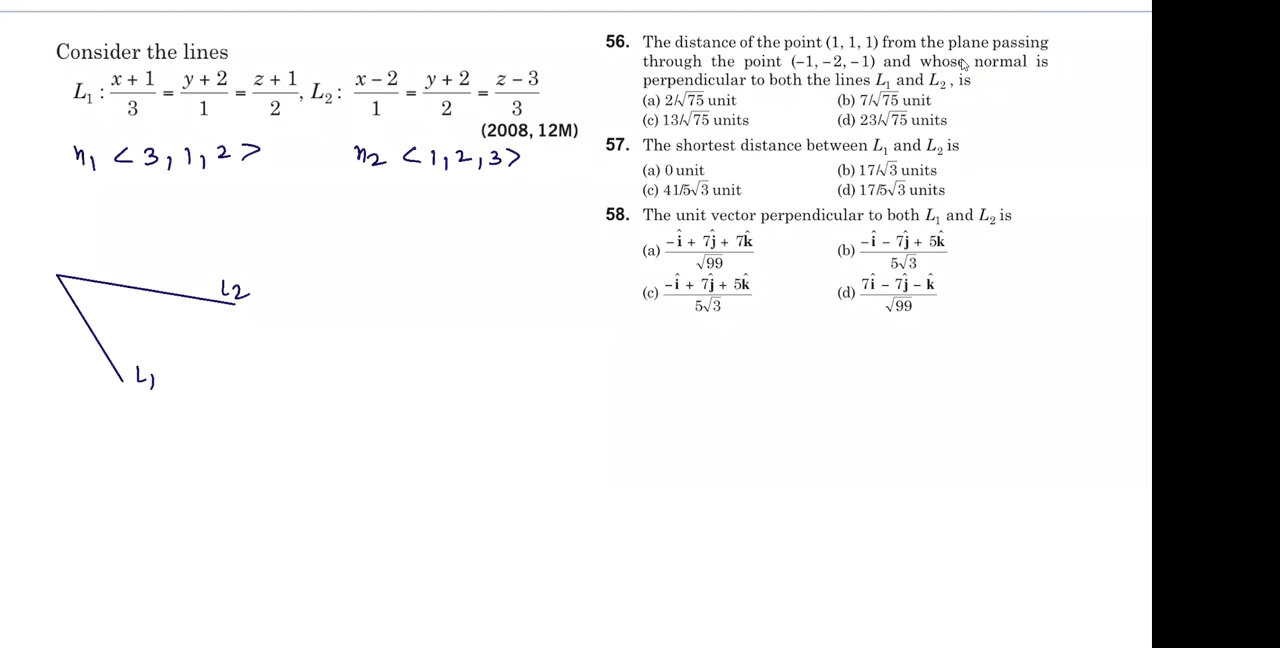 Consider the lines
L₁ : (x + 1)/3 = (y + 2)/1 = (z + 1)/2, L₂ : (x − 2)/1 = (y + 2)/2 = (z − 3)/3
(2008, 12M)
n₁ < 3, 1, 2 > n₂ < 1, 2, 3 >
L2
L1
56. The distance of the point (1, 1, 1) from the plane passing
through the point (−1, −2, −1) and whose normal is
perpendicular to both the lines L₁ and L₂, is
(a) 2/√75 unit (b) 7/√75 unit
(c) 13/√75 units (d) 23/√75 units
57. The shortest distance between L₁ and L₂ is
(a) 0 unit (b) 17/√3 units
(c) 41/5√3 unit (d) 17/5√3 units
58. The unit vector perpendicular to both L₁ and L₂ is
(a) (−î + 7ĵ + 7k̂)/√99 (b) (−î − 7ĵ + 5k̂)/5√3
(c) (−î + 7ĵ + 5k̂)/5√3 (d) (7î − 7ĵ − k̂)/√99